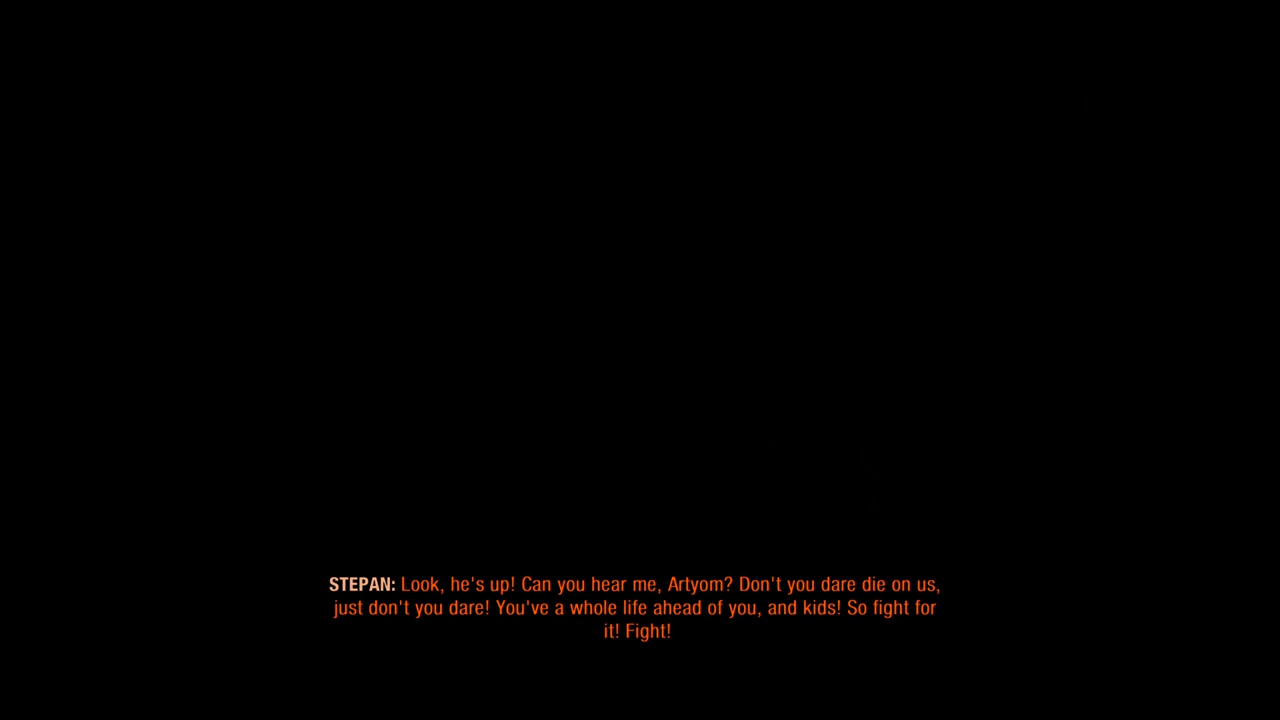 STEPAN: Look, he's up! Can you hear me, Artyom? Don't you dare die on us,
just don't you dare! You've a whole life ahead of you, and kids! So fight for
it! Fight!